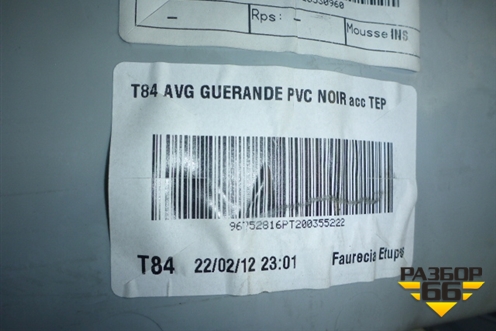 Rps: -
-
Mousse INS
T84 AVG GUERANDE PVC NOIR acc TEP
96752816PT200355222
T84 22/02/12 23:01 Faurecia Etupes
РАЗБОР
66